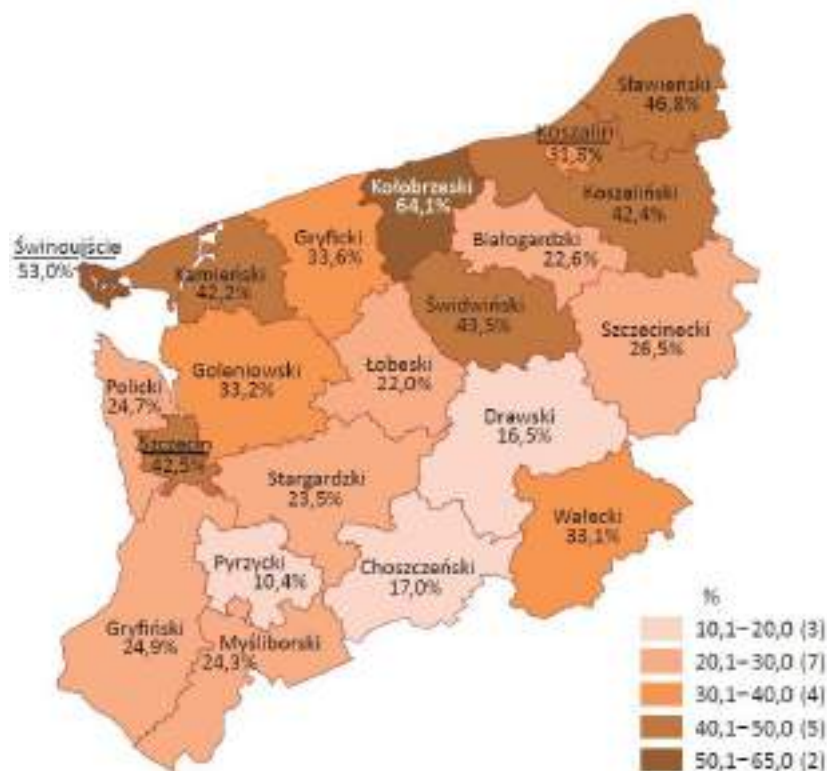 Sławieński
46,8%
Koszalin
31,8%
Kołobrzeski
64,1%
Koszaliński
42,4%
Świnoujście
53,0%
Gryficki
33,6%
Białogardzki
22,6%
Kamieński
42,2%
Świdwiński
43,5%
Szczecinecki
26,5%
Goleniowski
33,2%
Łobeski
22,0%
Policki
24,7%
Drawski
16,5%
Szczecin
42,5%
Stargardzki
23,5%
Wałecki
33,1%
Pyrzycki
10,4%
Choszczeński
17,0%
Gryfiński
24,9%
Myśliborski
24,3%
%
10,1–20,0 (3)
20,1–30,0 (7)
30,1–40,0 (4)
40,1–50,0 (5)
50,1–65,0 (2)